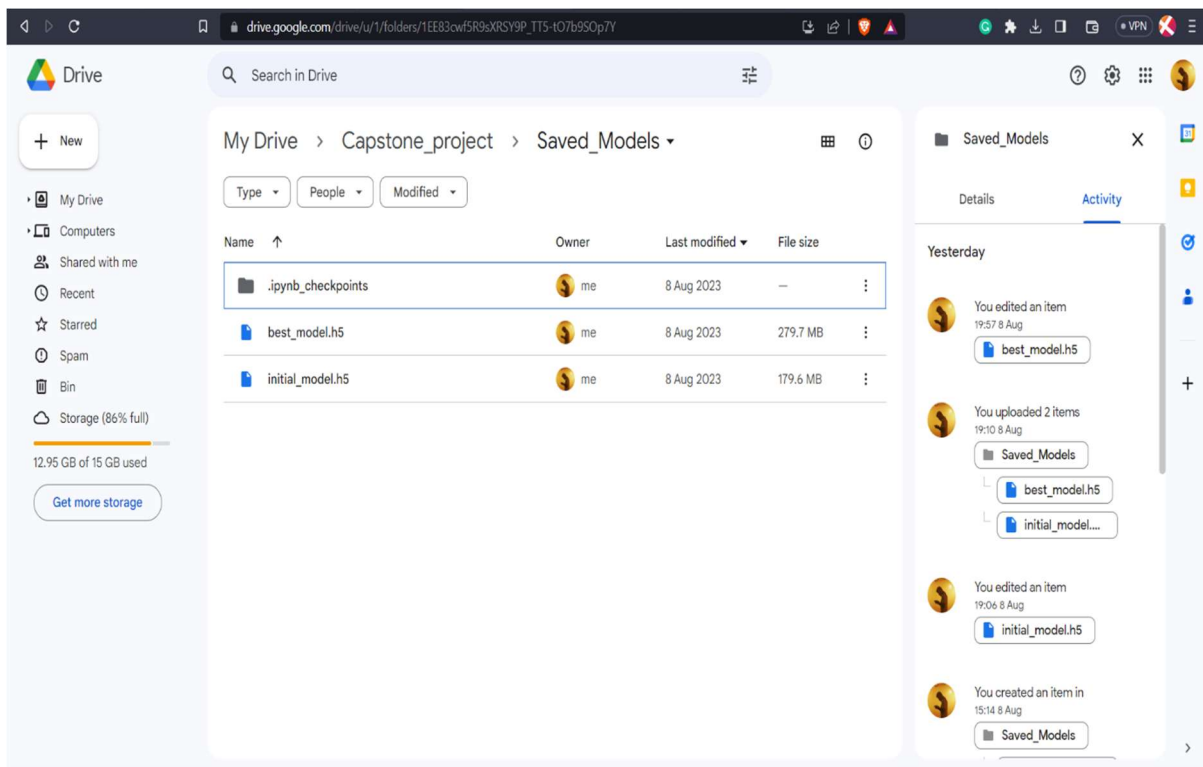 drive.google.com/drive/u/1/folders/1EE83cwf5R9sXRSY9P_TT5-tO7b9SOp7Y
VPN
Drive
Search in Drive
New
My Drive
Computers
Shared with me
Recent
Starred
Spam
Bin
Storage (86% full)
12.95 GB of 15 GB used
Get more storage
My Drive > Capstone_project > Saved_Models
Type People Modified
Name Owner Last modified File size
.ipynb_checkpoints me 8 Aug 2023 —
best_model.h5 me 8 Aug 2023 279.7 MB
initial_model.h5 me 8 Aug 2023 179.6 MB
Saved_Models
Details Activity
Yesterday
You edited an item
19:57 8 Aug
best_model.h5
You uploaded 2 items
19:10 8 Aug
Saved_Models
best_model.h5
initial_model....
You edited an item
19:06 8 Aug
initial_model.h5
You created an item in
15:14 8 Aug
Saved_Models
31